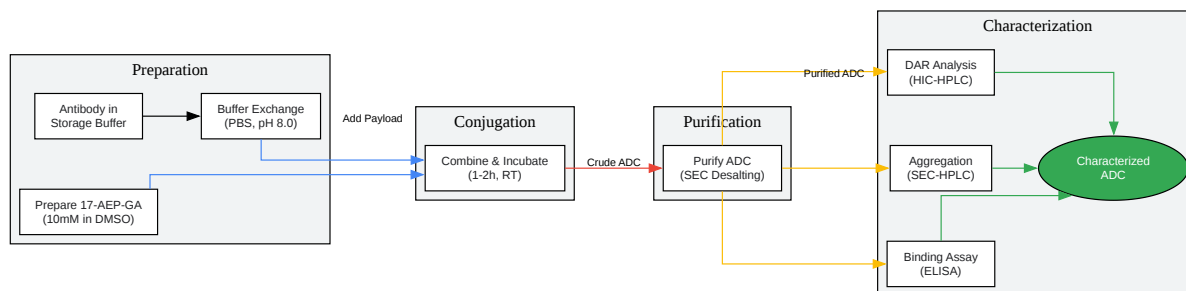 Preparation
Antibody in
Storage Buffer
Buffer Exchange
(PBS, pH 8.0)
Prepare 17-AEP-GA
(10mM in DMSO)
Add Payload
Conjugation
Combine & Incubate
(1-2h, RT)
Crude ADC
Purification
Purify ADC
(SEC Desalting)
Purified ADC
Characterization
DAR Analysis
(HIC-HPLC)
Aggregation
(SEC-HPLC)
Binding Assay
(ELISA)
Characterized
ADC